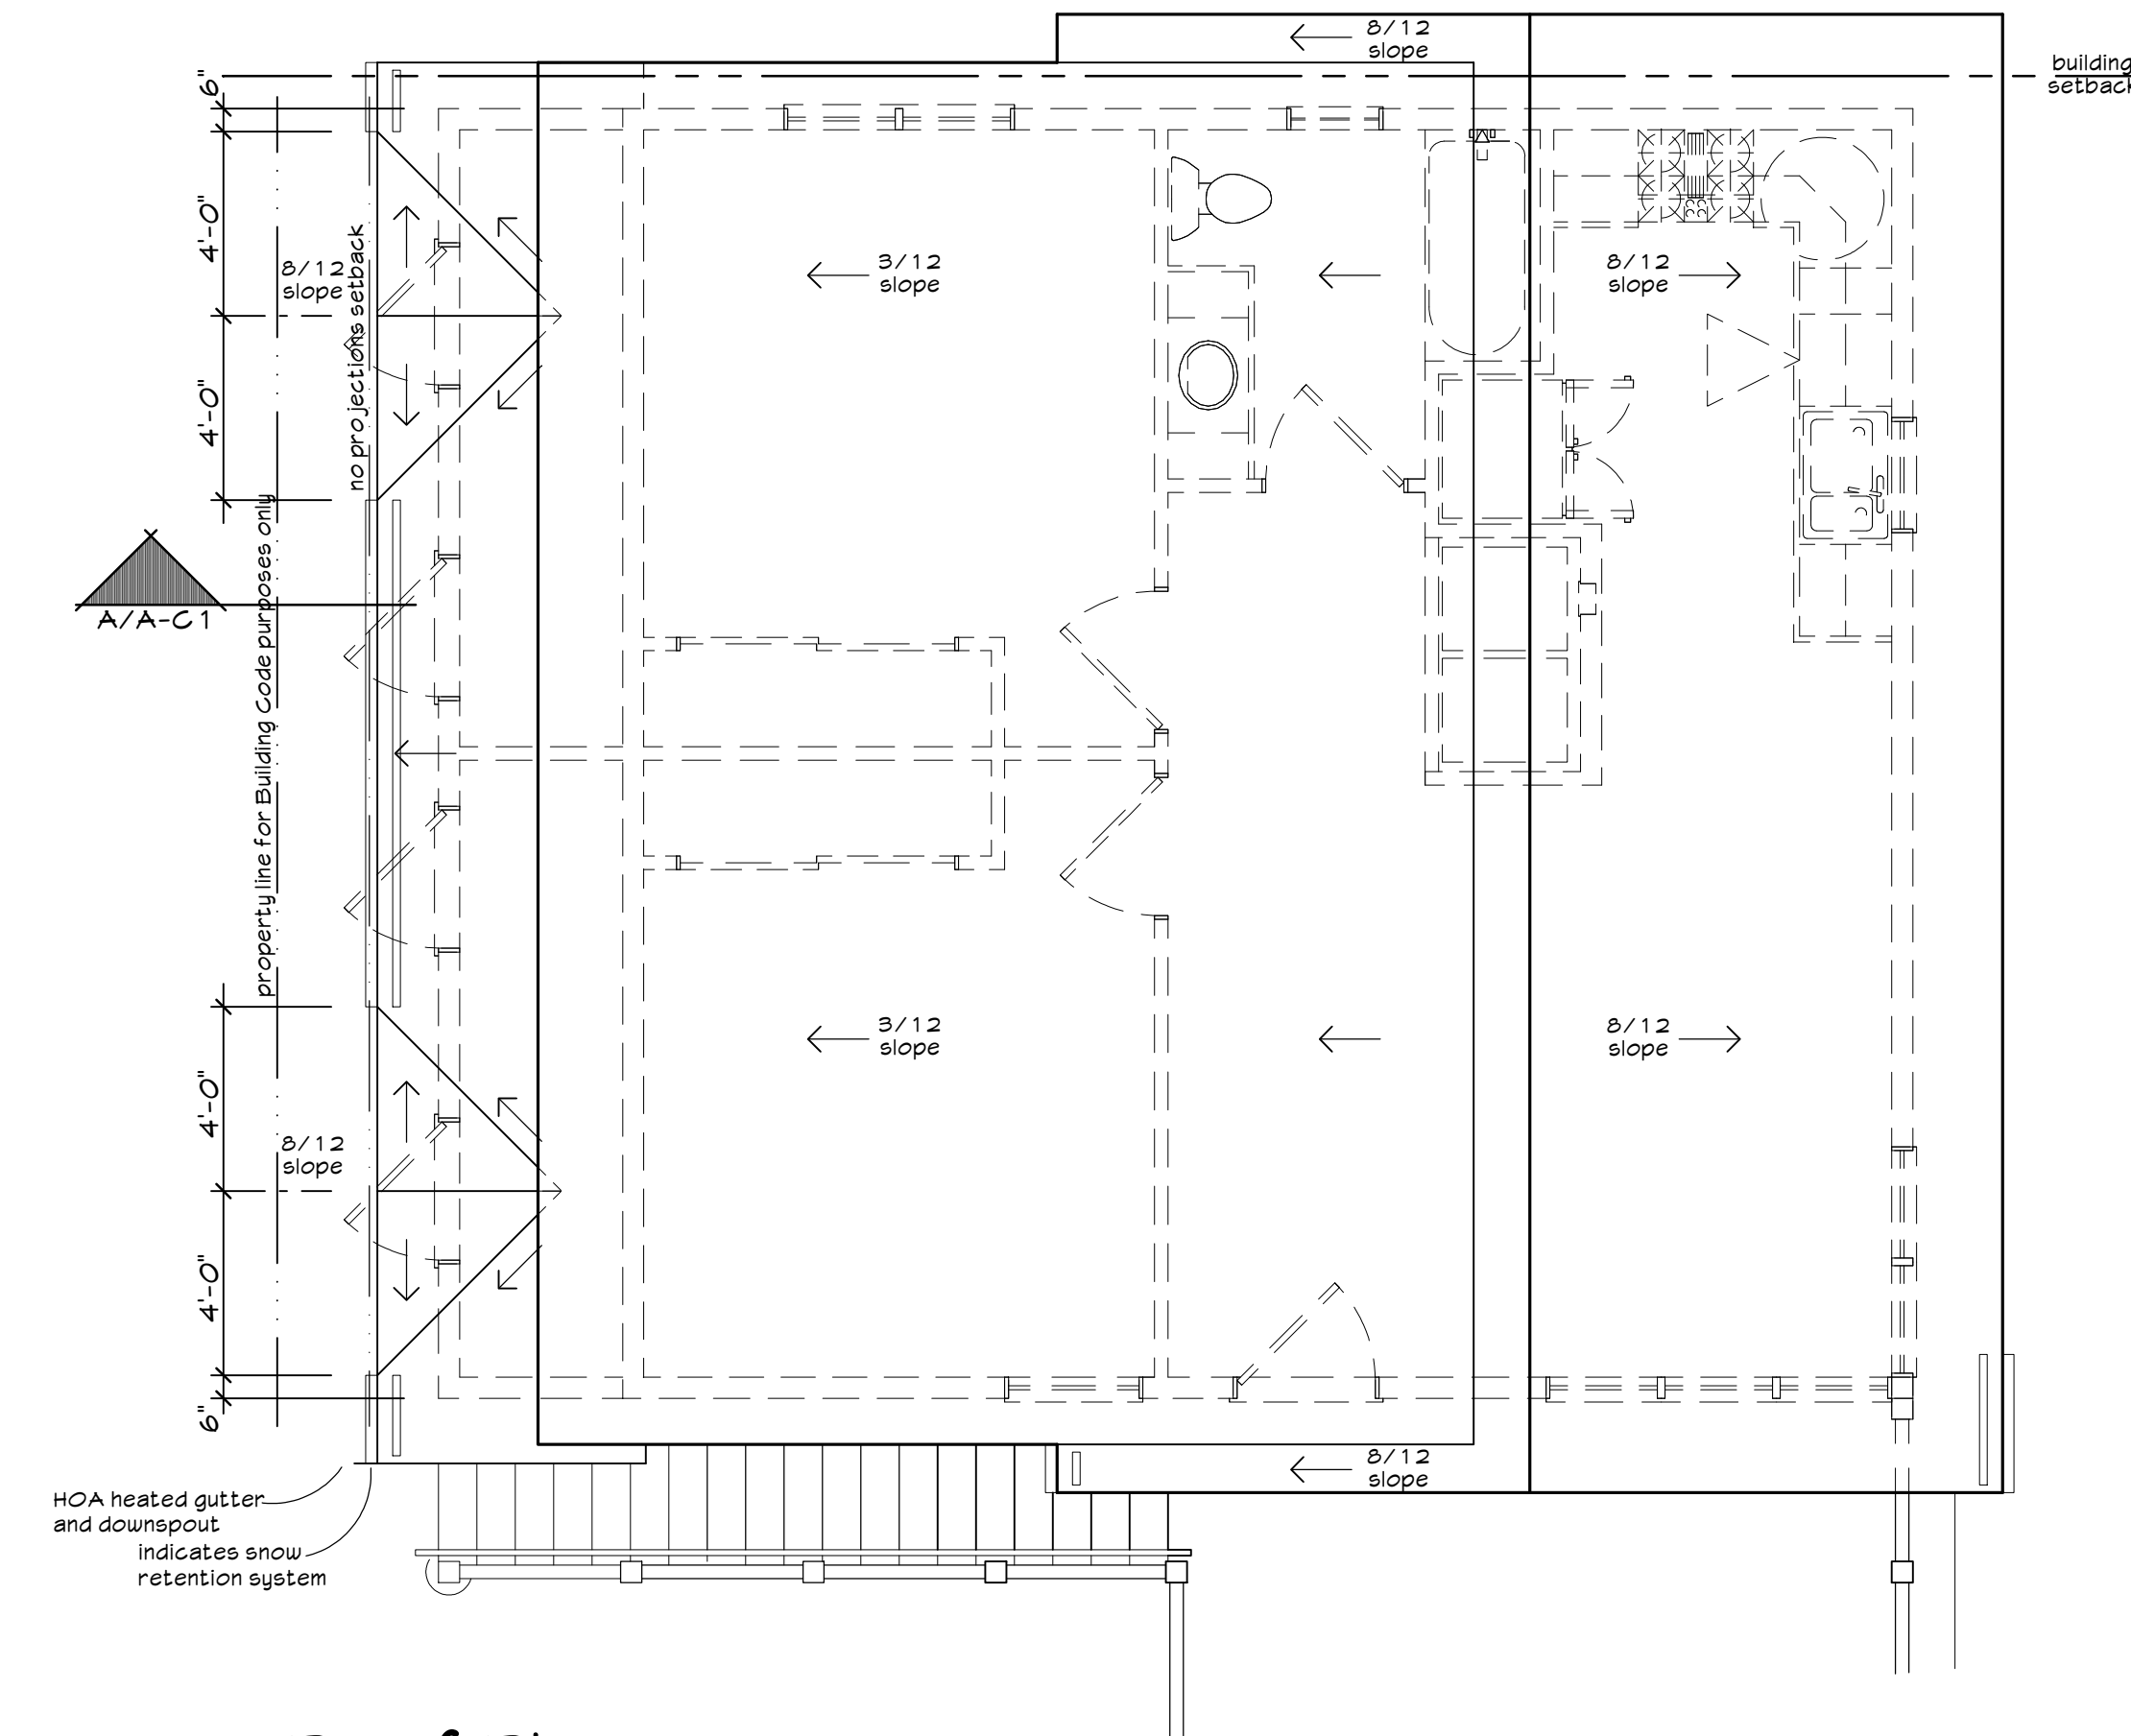 8/12
slope
building
setback
6"
4'-0"
8/12
slope
no projections setback
3/12
slope
8/12
slope
4'-0"
property line for Building Code purposes only
A/A-C1
3/12
slope
8/12
slope
4'-0"
8/12
slope
4'-0"
6"
8/12
slope
HOA heated gutter
and downspout
indicates snow
retention system